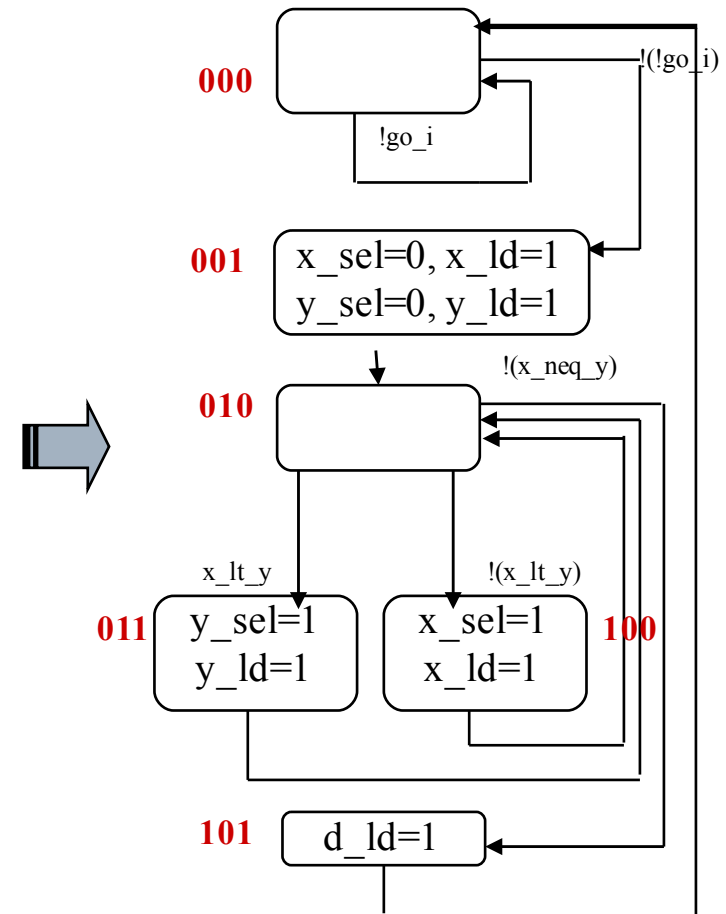 !(!go_i)
000
!go_i
001
x_sel=0, x_ld=1
y_sel=0, y_ld=1
!(x_neq_y)
010
x_lt_y
!(x_lt_y)
011
y_sel=1
y_ld=1
x_sel=1
x_ld=1
100
101
d_ld=1